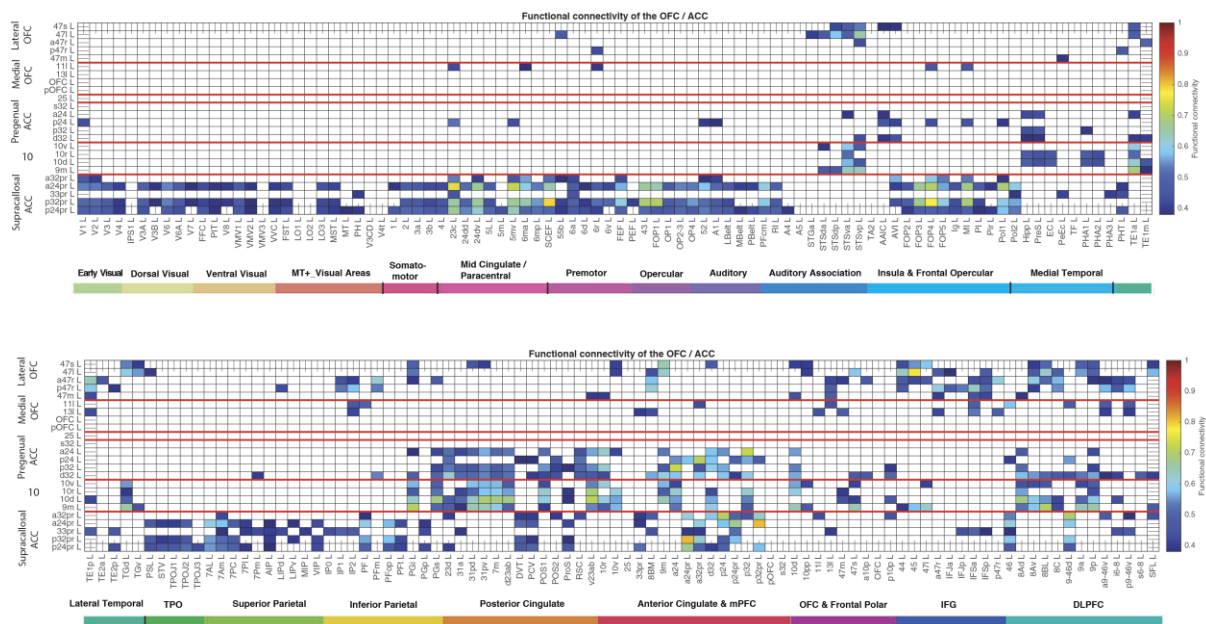 Functional connectivity of the OFC / ACC
Lateral OFC
Medial OFC
Pregenual ACC
10
Supracallosal ACC
47s L
47l L
a47r L
p47r L
47m L
11l L
13l L
OFC L
pOFC L
25 L
s32 L
a24 L
p24 L
p32 L
d32 L
10v L
10r L
10d L
9m L
a32pr L
a24pr L
33pr L
p32pr L
p24pr L
V1 L V2 L V3 L V4 L IPS1 L V3A L V3B L V6 L V6A L V7 L FFC L PIT L V8 L VMV1 L VMV2 L VMV3 L VVC L FST L LO1 L LO2 L LO3 L MST L MT L PH L V3CD L V4t L 1 L 2 L 3a L 3b L 4 L 23c L 24dd L 24dv L 5L L 5m L 5mv L 6ma L 6mp L SCEF L 55b L 6a L 6d L 6r L 6v L FEF L PEF L 43 L FOP1 L OP1 L OP2-3 L OP4 L 52 L A1 L LBelt L MBelt L PBelt L PFcm L RI L A4 L A5 L STGa L STSda L STSdp L STSva L STSvp L TA2 L AAIC L AVI L FOP2 L FOP3 L FOP4 L FOP5 L Ig L MI L PI L Pir L PoI1 L PoI2 L Hipp L PreS L EC L PeEc L TF L PHA1 L PHA2 L PHA3 L PHT L TE1a L TE1m L
1
0.9
0.8
0.7
0.6
0.5
0.4
Functional connectivity
Early Visual
Dorsal Visual
Ventral Visual
MT+_Visual Areas
Somato-
motor
Mid Cingulate /
Paracentral
Premotor
Opercular
Auditory
Auditory Association
Insula & Frontal Opercular
Medial Temporal
Functional connectivity of the OFC / ACC
Lateral OFC
Medial OFC
Pregenual ACC
10
Supracallosal ACC
47s L
47l L
a47r L
p47r L
47m L
11l L
13l L
OFC L
pOFC L
25 L
s32 L
a24 L
p24 L
p32 L
d32 L
10v L
10r L
10d L
9m L
a32pr L
a24pr L
33pr L
p32pr L
p24pr L
TE1p L TE2a L TE2p L TGd L TGv L PSL L STV L TPOJ1 L TPOJ2 L TPOJ3 L 7AL L 7Am L 7PC L 7Pl L 7Pm L AIP L LIPd L LIPv L MIP L VIP L IP0 L IP1 L IP2 L PF L PFm L PFop L PFt L PGi L PGp L PGs L 23d L 31a L 31pd L 31pv L 7m L d23ab L DVT L PCV L POS1 L POS2 L ProS L RSC L v23ab L 10r L 10v L 25 L 33pr L 8BM L 9m L a24 L a24pr L a32pr L d32 L p24 L p24pr L p32 L p32pr L pOFC L s32 L 10d L 10pp L 11l L 13l L 47m L 47s L a10p L OFC L p10p L 44 L 45 L 47l L a47r L IFJa L IFJp L IFSa L IFSp L p47r L 46 L 8Ad L 8Av L 8BL L 8C L 9-46d L 9a L 9p L a9-46v L i6-8 L p9-46v L s6-8 L SFL L
1
0.9
0.8
0.7
0.6
0.5
0.4
Functional connectivity
Lateral Temporal
TPO
Superior Parietal
Inferior Parietal
Posterior Cingulate
Anterior Cingulate & mPFC
OFC & Frontal Polar
IFG
DLPFC